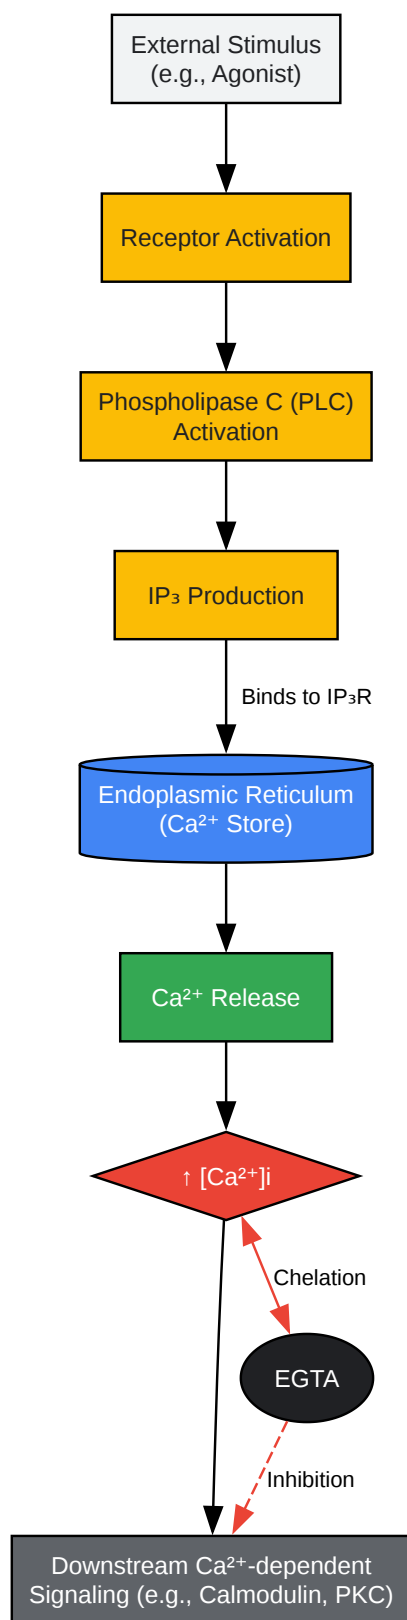 External Stimulus
(e.g., Agonist)
Receptor Activation
Phospholipase C (PLC)
Activation
IP₃ Production
Binds to IP₃R
Endoplasmic Reticulum
(Ca²⁺ Store)
Ca²⁺ Release
↑ [Ca²⁺]i
Chelation
EGTA
Inhibition
Downstream Ca²⁺-dependent
Signaling (e.g., Calmodulin, PKC)